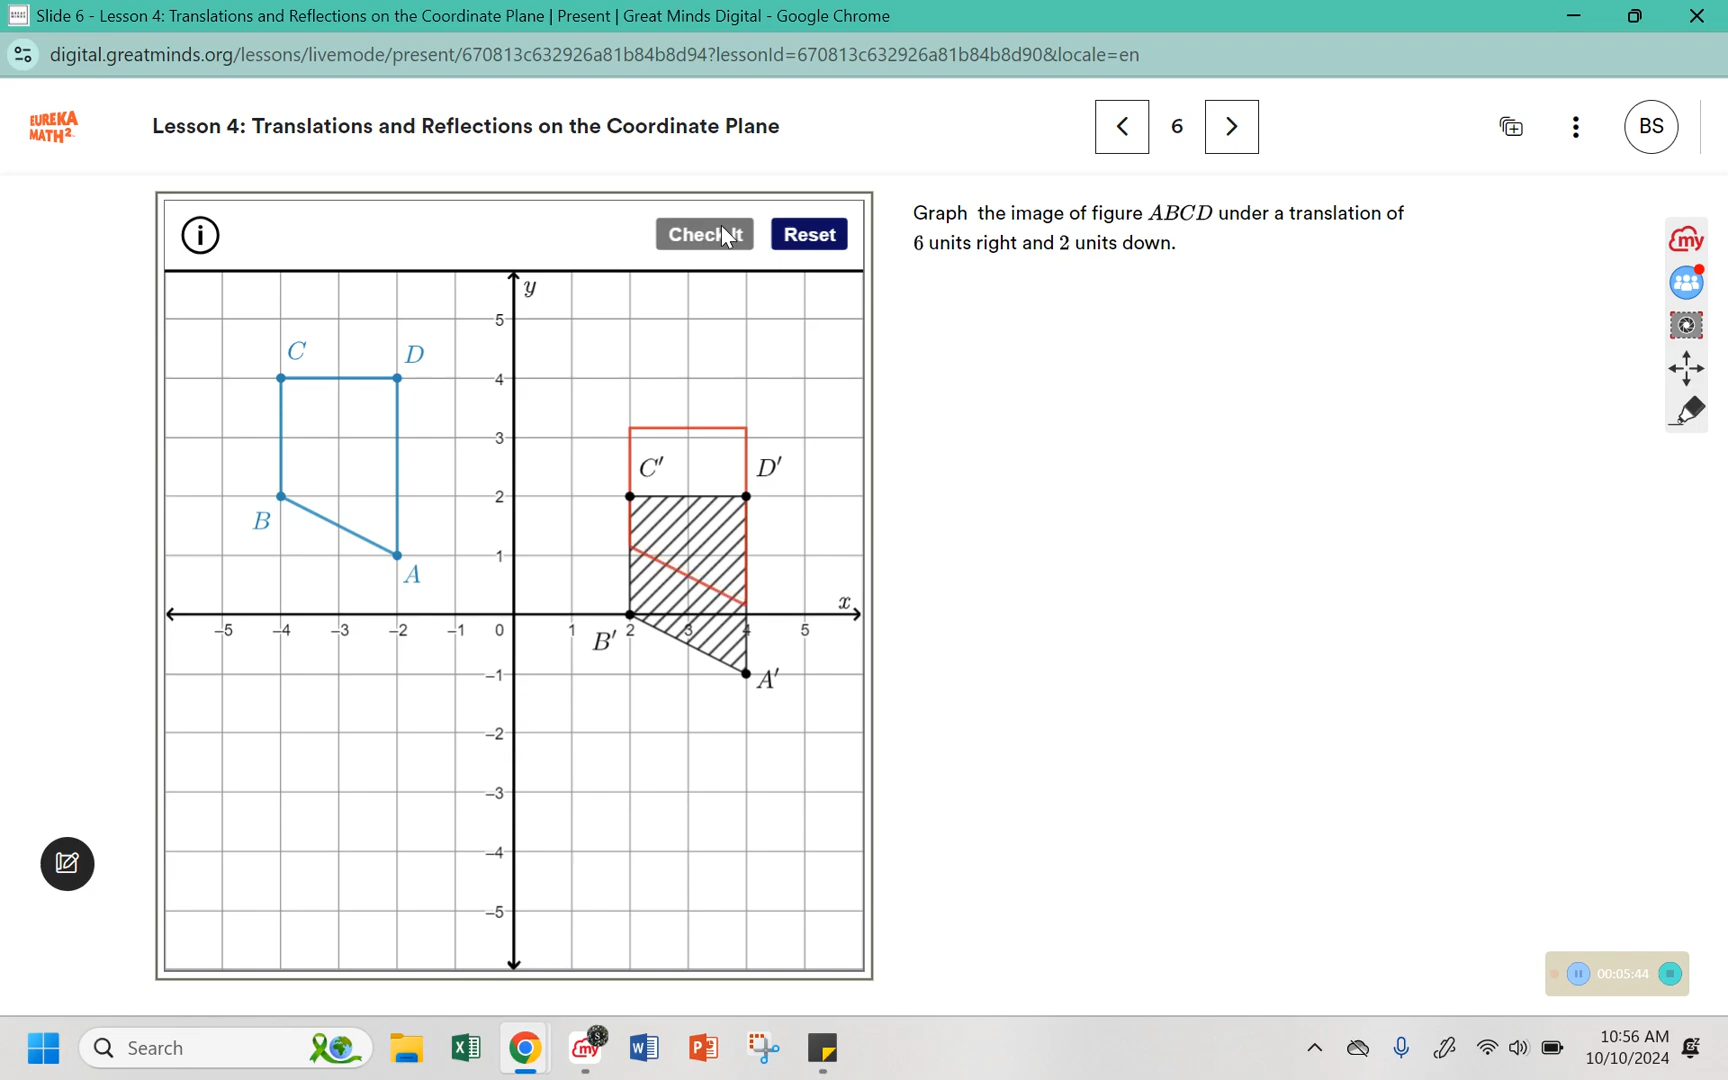 Slide 6 - Lesson 4: Translations and Reflections on the Coordinate Plane | Present | Great Minds Digital - Google Chrome
digital.greatminds.org/lessons/livemode/present/670813c632926a81b84b8d94?lessonId=670813c632926a81b84b8d90&locale=en
EUREKA
MATH²
Lesson 4: Translations and Reflections on the Coordinate Plane
6
BS
i
Check It
Reset
Graph the image of figure ABCD under a translation of
6 units right and 2 units down.
my
y
5
C
D
4
3
C′
D′
2
B
1
A
x
−5
−4
−3
−2
−1
0
1
2
3
4
5
B′
−1
A′
−2
−3
−4
−5
00:05:44
Search
my
10:56 AM
10/10/2024